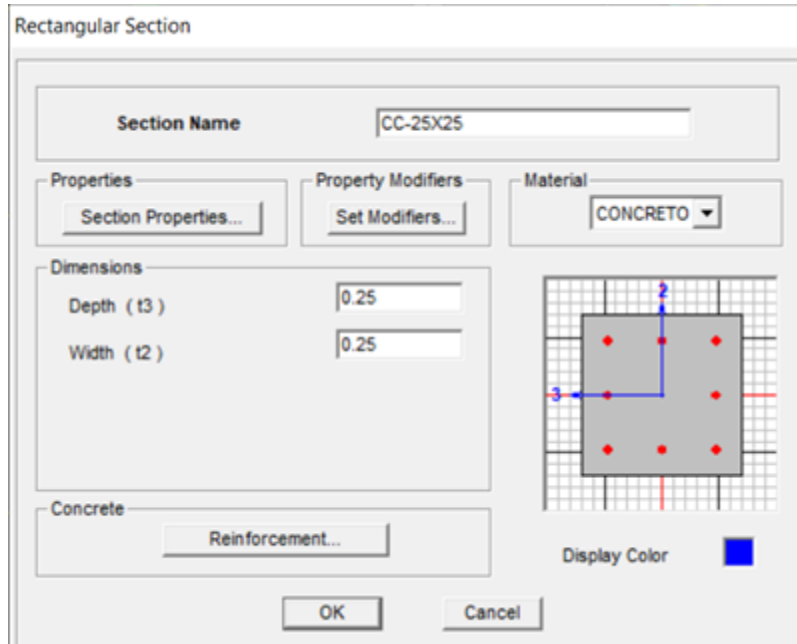 Rectangular Section
Section Name CC-25X25
Properties Property Modifiers Material
Section Properties... Set Modifiers... CONCRETO
Dimensions
Depth ( t3 ) 0.25
Width ( t2 ) 0.25
2
3
Concrete
Reinforcement...
Display Color
OK Cancel